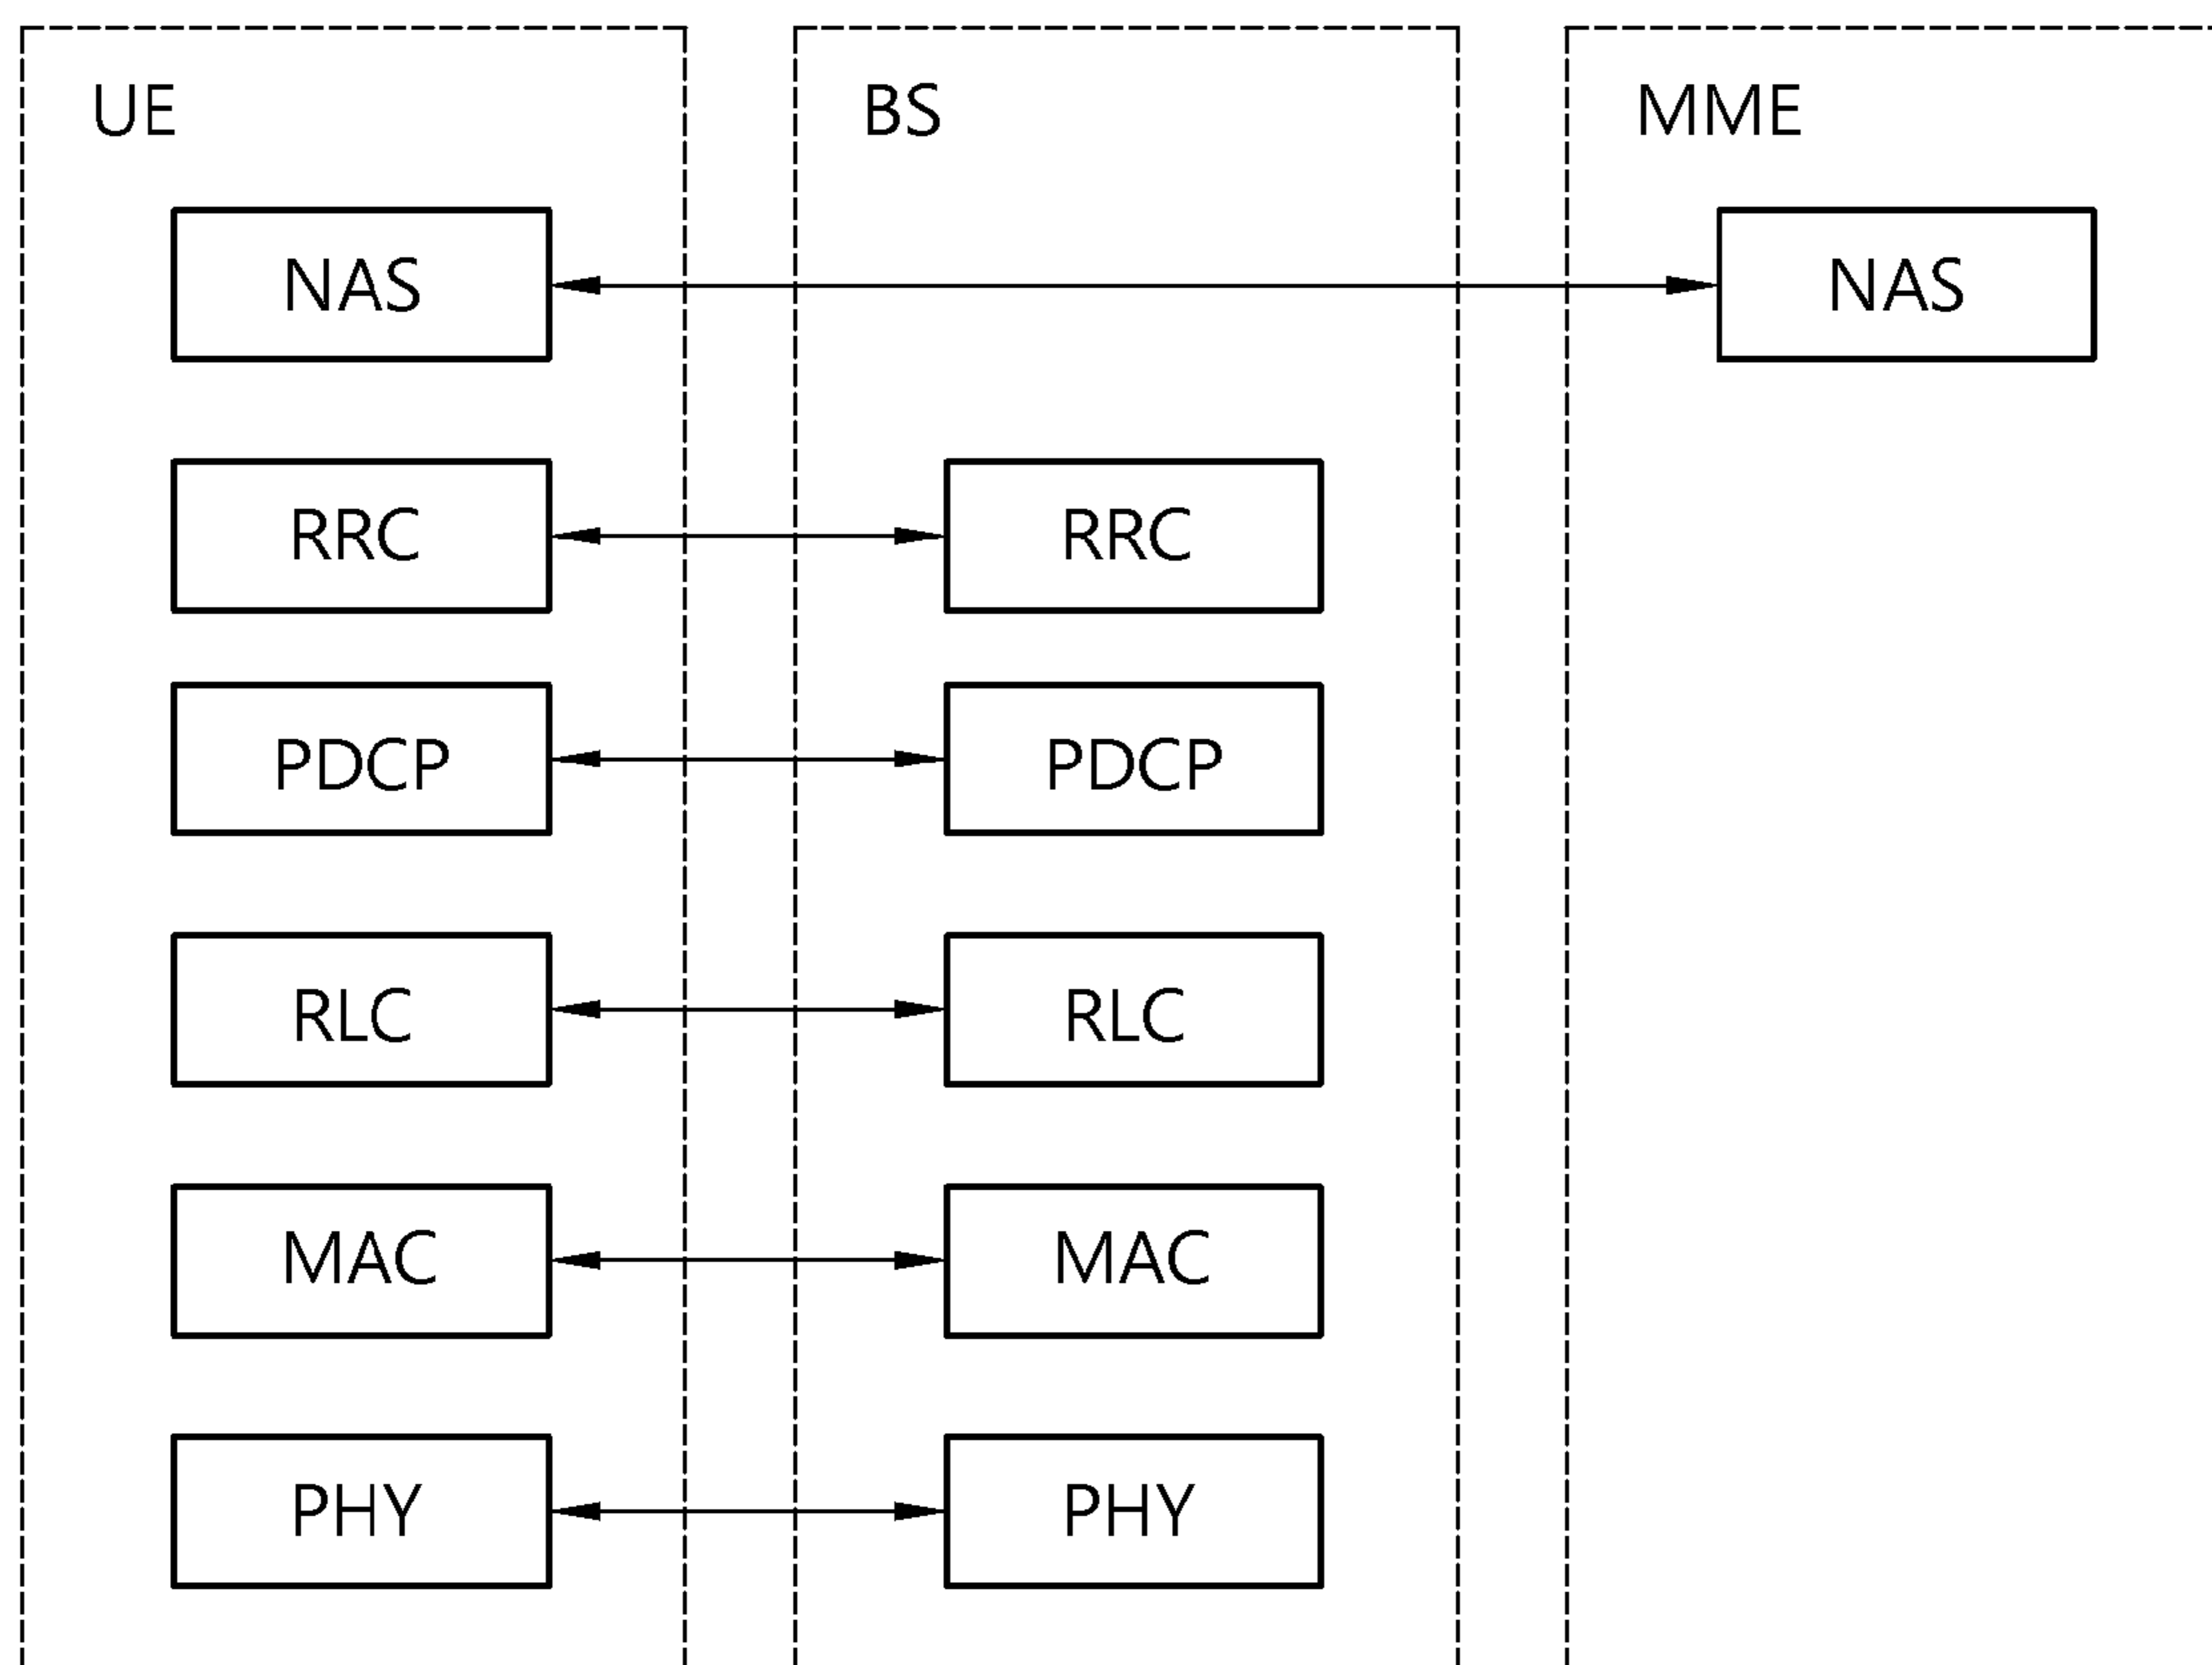 UE BS MME
NAS NAS
RRC RRC
PDCP PDCP
RLC RLC
MAC MAC
PHY PHY